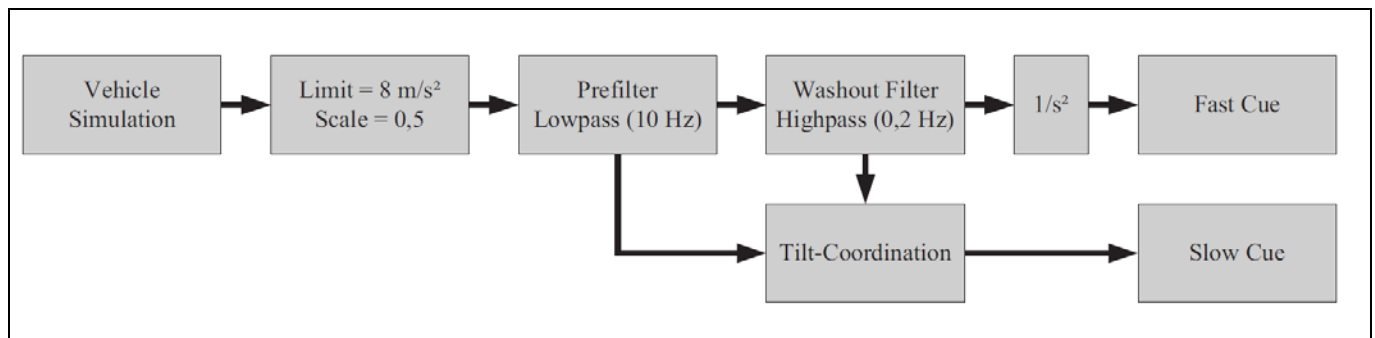 Vehicle
Simulation
Limit = 8 m/s²
Scale = 0,5
Prefilter
Lowpass (10 Hz)
Washout Filter
Highpass (0,2 Hz)
1/s²
Fast Cue
Tilt-Coordination
Slow Cue